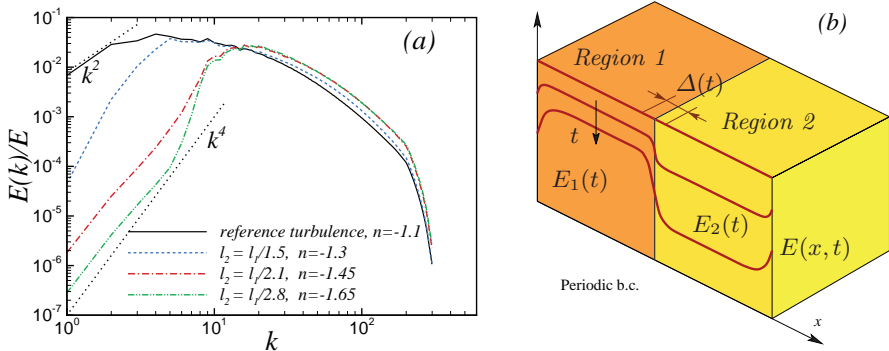 (a)
E(k)/E
10^-1
10^-2
10^-3
10^-4
10^-5
10^-6
10^-7
k^2
k^4
reference turbulence, n=-1.1
l_2 = l_1/1.5, n=-1.3
l_2 = l_1/2.1, n=-1.45
l_2 = l_1/2.8, n=-1.65
10^0
10^1
10^2
k
(b)
Region 1
Δ(t)
Region 2
t
E_1(t)
E_2(t)
E(x, t)
Periodic b.c.
x